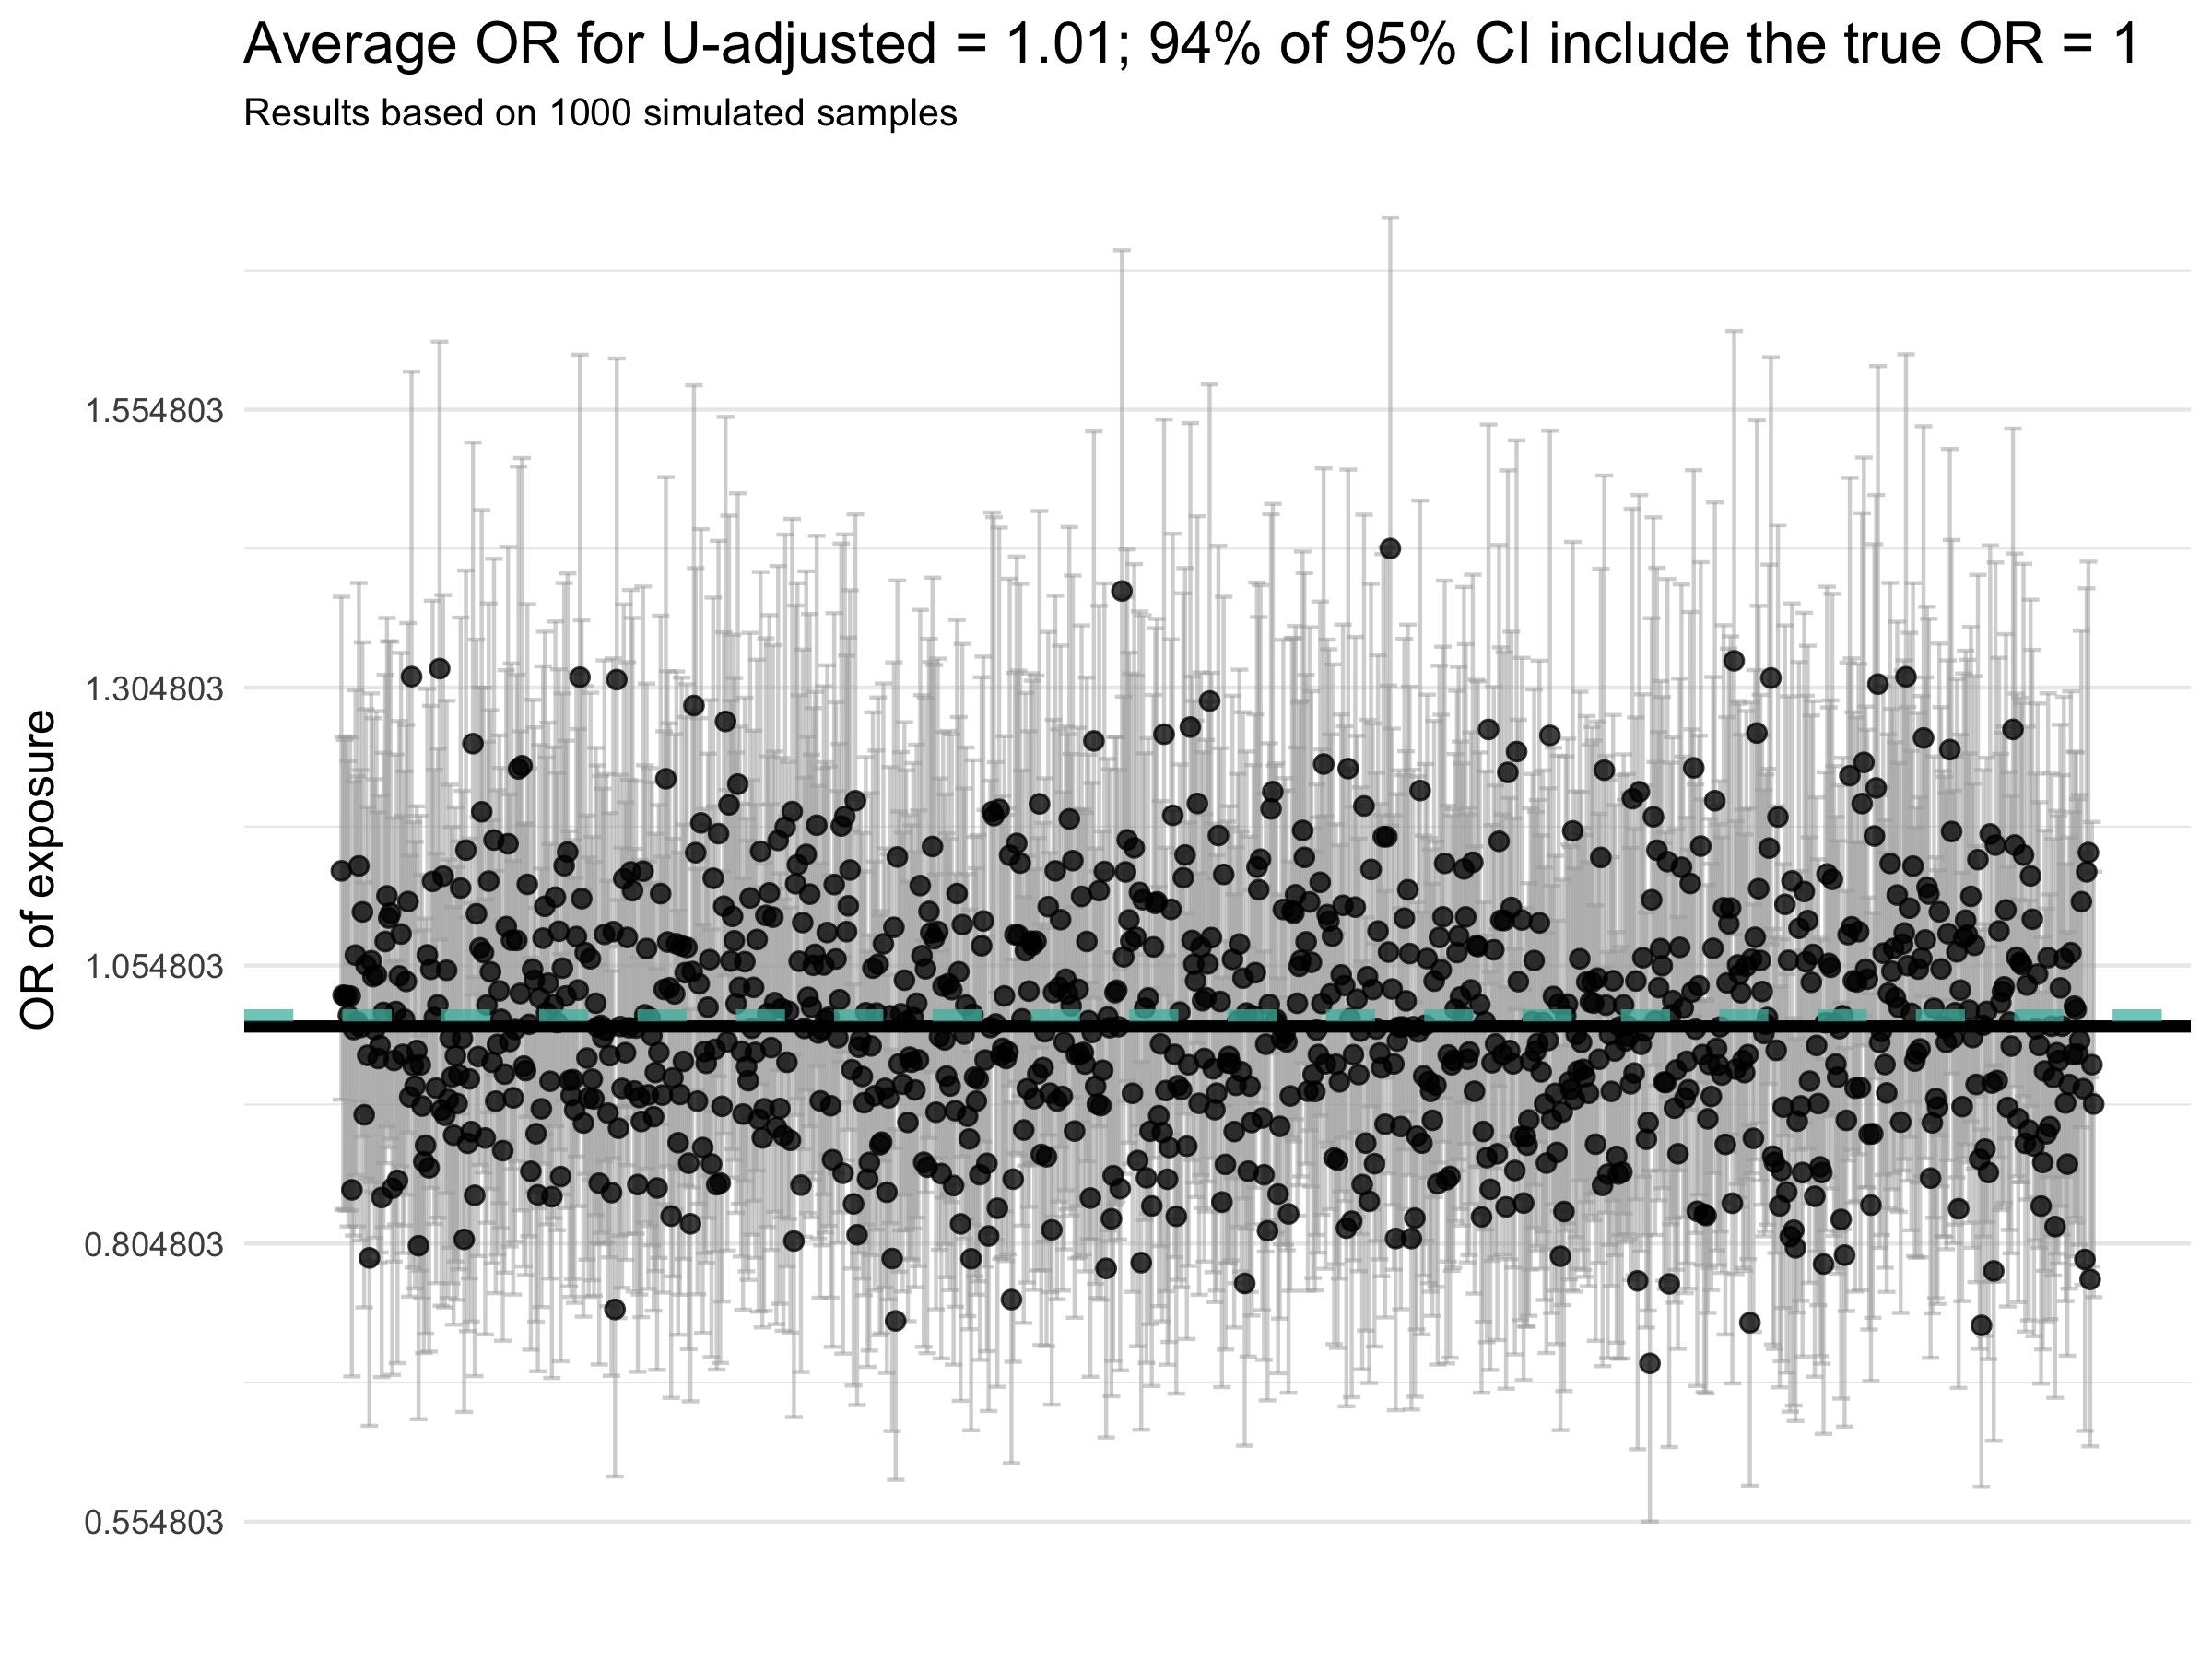 Average OR for U-adjusted = 1.01; 94% of 95% CI include the true OR = 1
Results based on 1000 simulated samples
OR of exposure
1.554803
1.304803
1.054803
0.804803
0.554803